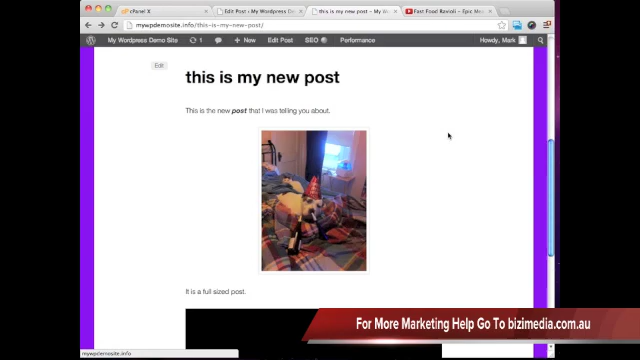 cPanel X
Edit Post ‹ My Wordpress Demo
this is my new post – My W
Fast Food Ravioli - Epic Me
mywpdemosite.info/this-is-my-new-post/
My Wordpress Demo Site 1 + New Edit Post SEO Performance Howdy, Mark
Edit
this is my new post
This is the new post that I was telling you about.
It is a full sized post.
For More Marketing Help Go To bizimedia.com.au
mywpdemosite.info